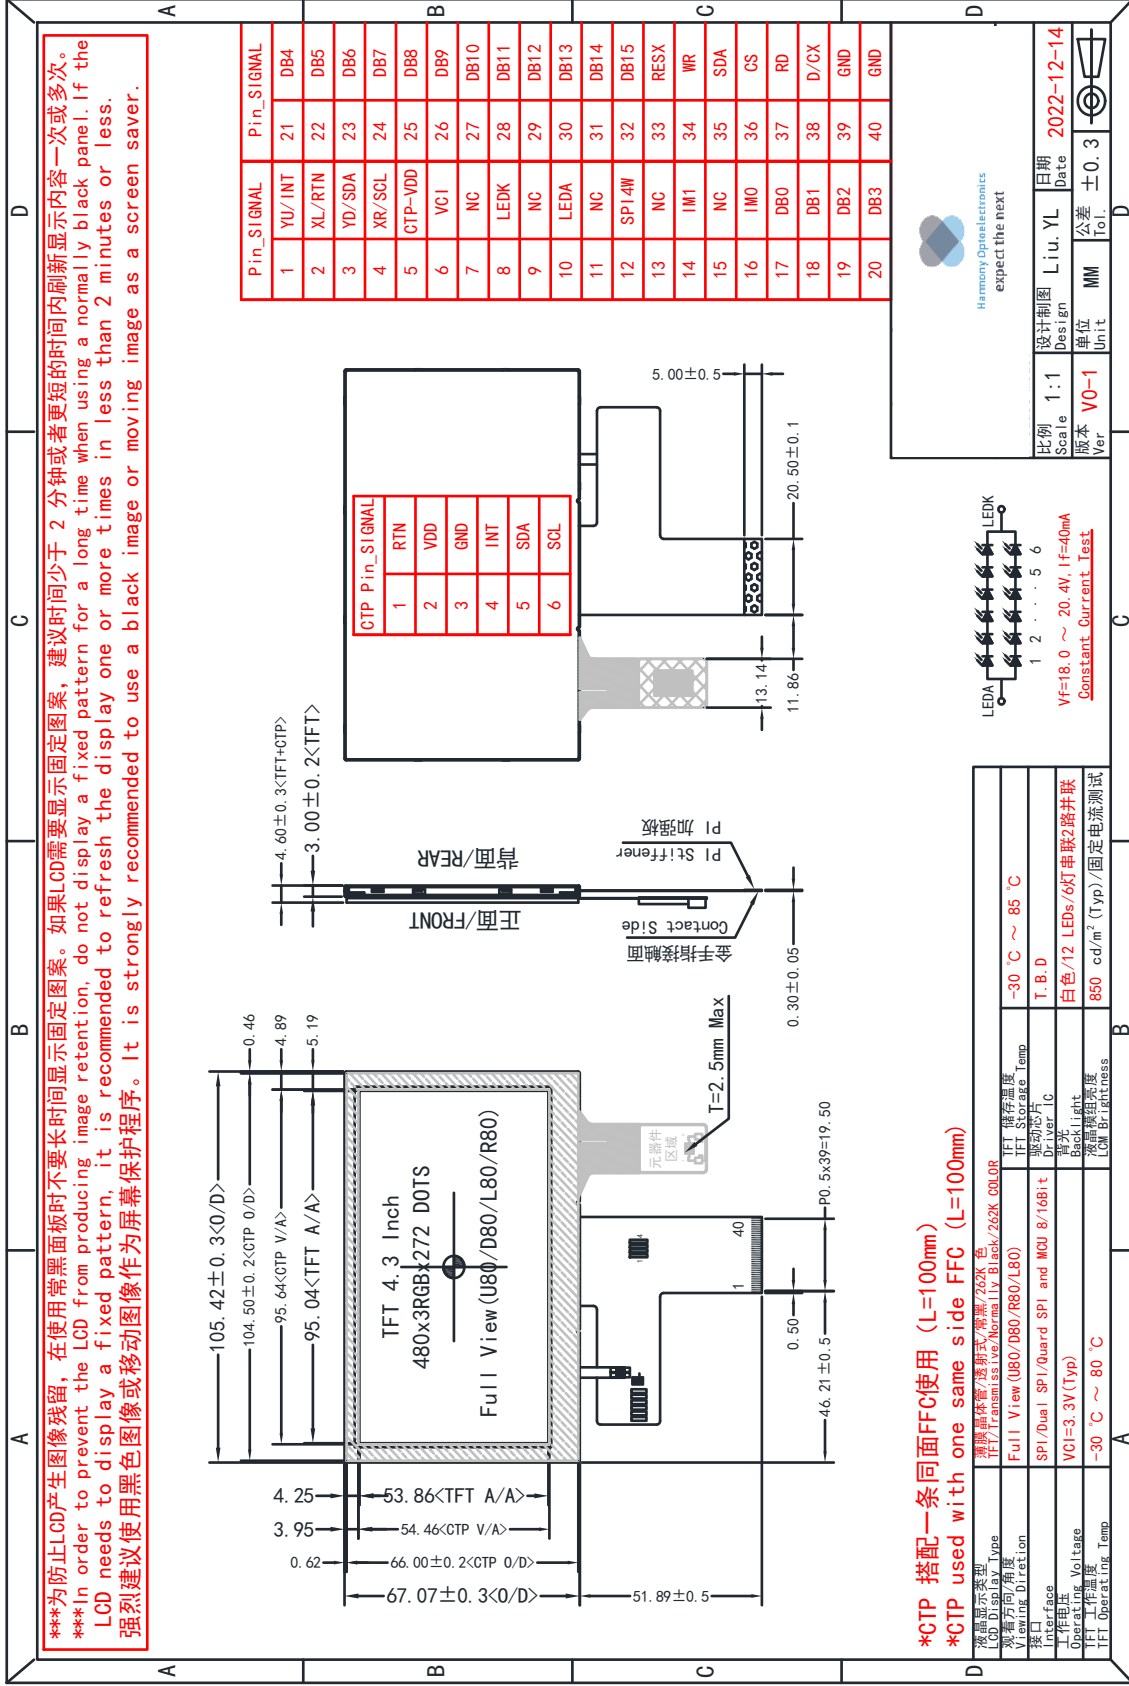 ***为防止LCD产生图像残留，在使用常黑面板时不要长时间显示固定图案。如果LCD需要显示固定图案，建议时间少于 2 分钟或者更短的时间内刷新显示内容一次或多次。
***In order to prevent the LCD from producing image retention, do not display a fixed pattern for a long time when using a normally black panel.If the
LCD needs to display a fixed pattern, it is recommended to refresh the display one or more times in less than 2 minutes or less.
强烈建议使用黑色图像或移动图像作为屏幕保护程序。It is strongly recommended to use a black image or moving image as a screen saver.
A B C D
A B C D
105.42±0.3<O/D>
104.50±0.2<CTP O/D>
0.46
95.64<CTP V/A>
4.89
95.04<TFT A/A>
5.19
4.25
53.86<TFT A/A>
3.95
54.46<CTP V/A>
0.62
66.00±0.2<CTP O/D>
67.07±0.3<O/D>
51.89±0.5
TFT 4.3 Inch
480x3RGBx272 DOTS
Full View(U80/D80/L80/R80)
元器件
区域
T=2.5mm Max
1
40
0.50
P0.5x39=19.50
46.21±0.5
4.60±0.3<TFT+CTP>
3.00±0.2<TFT>
正面/FRONT
背面/REAR
金手指接触面
Contact Side
PI Stiffener
PI 加强板
0.30±0.05
CTP Pin_SIGNAL
1 RTN
2 VDD
3 GND
4 INT
5 SDA
6 SCL
13.14
11.86
20.50±0.1
5.00±0.5
Pin_SIGNAL Pin_SIGNAL
1 YU/INT 21 DB4
2 XL/RTN 22 DB5
3 YD/SDA 23 DB6
4 XR/SCL 24 DB7
5 CTP-VDD 25 DB8
6 VCI 26 DB9
7 NC 27 DB10
8 LEDK 28 DB11
9 NC 29 DB12
10 LEDA 30 DB13
11 NC 31 DB14
12 SPI4W 32 DB15
13 NC 33 RESX
14 IM1 34 WR
15 NC 35 SDA
16 IM0 36 CS
17 DB0 37 RD
18 DB1 38 D/CX
19 DB2 39 GND
20 DB3 40 GND
*CTP 搭配一条同面FFC使用（L=100mm）
*CTP used with one same side FFC (L=100mm)
液晶显示类型
LCD Display Type
薄膜晶体管/透射式/常黑/262K 色
TFT/Transmissive/Normally Black/262K COLOR
观看方向/角度
Viewing Diretion
Full View(U80/D80/R80/L80)
接口
Interface
SPI/Dual SPI/Quard SPI and MCU 8/16Bit
工作电压
Operating Voltage
VCI=3.3V(Typ)
TFT 工作温度
TFT Operating Temp
-30 ℃ ～ 80 ℃
TFT 储存温度
TFT Storage Temp
-30 ℃ ～ 85 ℃
驱动芯片
Driver IC
T.B.D
背光
Backlight
白色/12 LEDs/6灯串联2路并联
液晶模组亮度
LCM Brightness
850 cd/m² (Typ)/固定电流测试
LEDA
LEDK
1 2 · · · 5 6
Vf=18.0 ～ 20.4V,If=40mA
Constant Current Test
Harmony Optoelectronics
expect the next
比例
Scale
1:1
设计制图
Design
Liu.YL
日期
Date
2022-12-14
版本
Ver
V0-1
单位
Unit
MM
公差
Tol.
±0.3
A B C D
A B C D